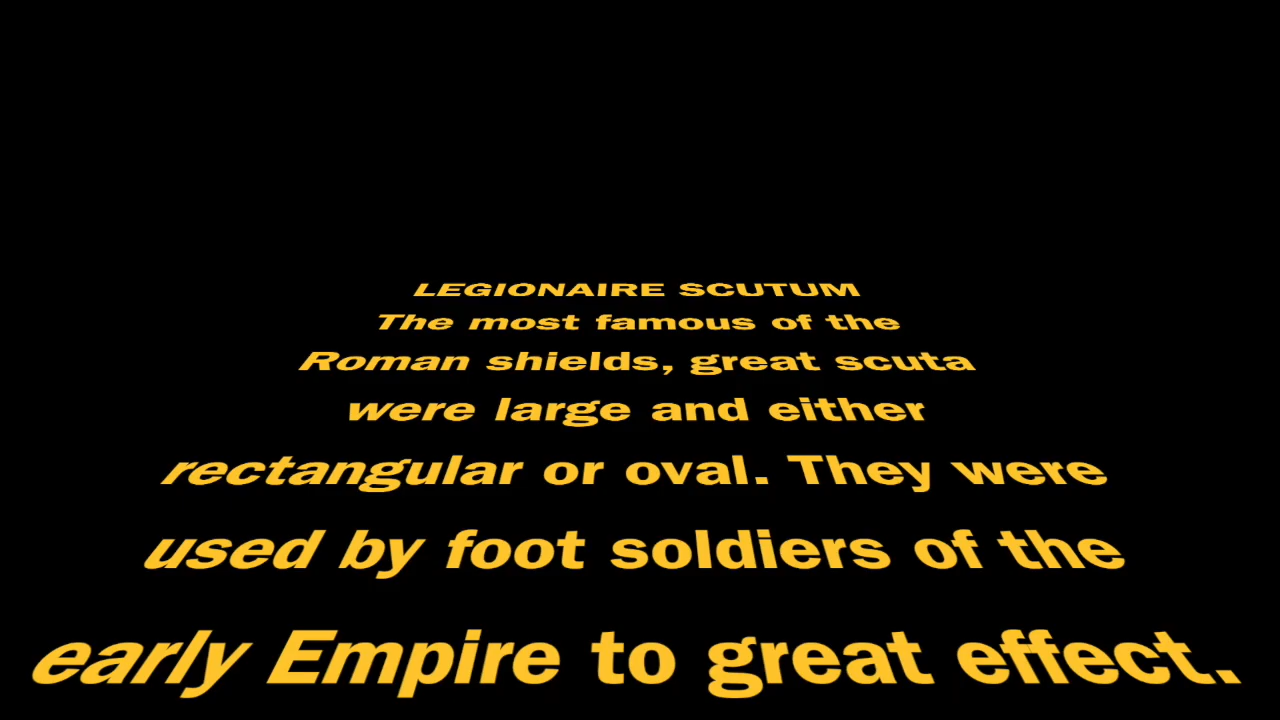 LEGIONAIRE SCUTUM
The most famous of the
Roman shields, great scuta
were large and either
rectangular or oval. They were
used by foot soldiers of the
early Empire to great effect.